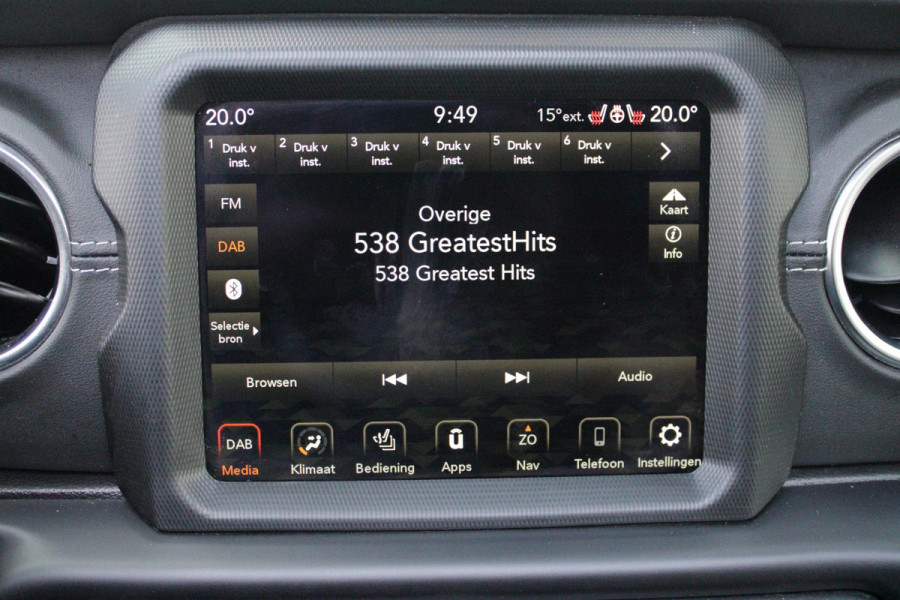 20.0°
9:49
15°ext.
20.0°
1 Druk v inst.
2 Druk v inst.
3 Druk v inst.
4 Druk v inst.
5 Druk v inst.
6 Druk v inst.
FM
DAB
Selectie
bron
Overige
538 GreatestHits
538 Greatest Hits
Kaart
Info
Browsen
Audio
DAB
Media
Klimaat
Bediening
Apps
ZO
Nav
Telefoon
Instellingen